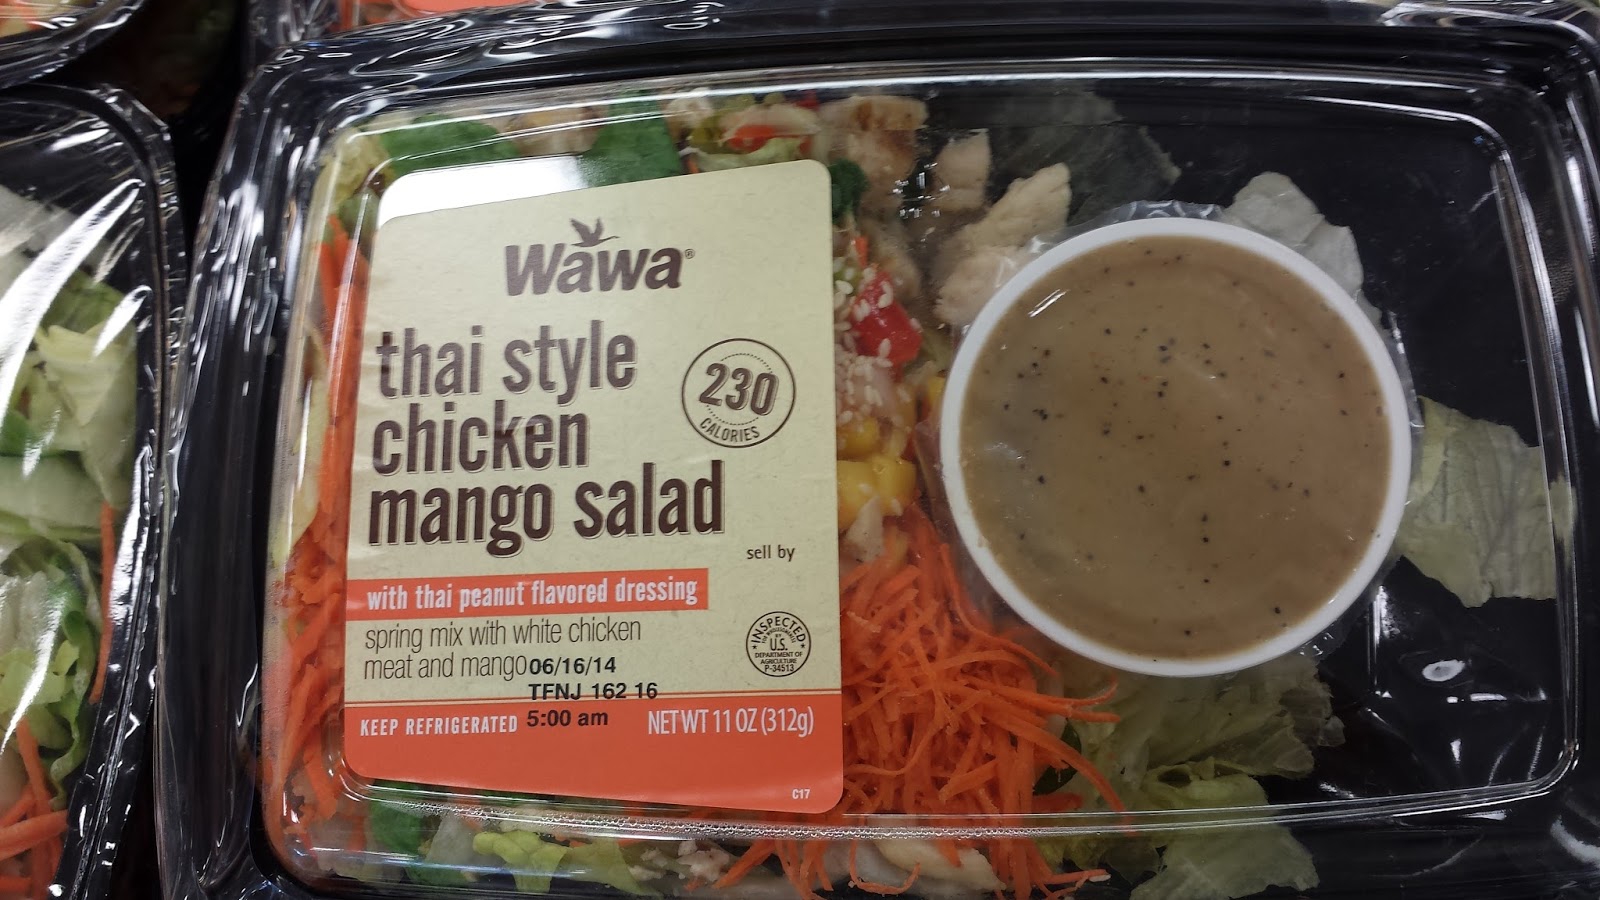 Wawa®
thai style
chicken
mango salad
230
CALORIES
sell by
with thai peanut flavored dressing
spring mix with white chicken
meat and mango
06/16/14
TFNJ 162 16
5:00 am
INSPECTED
BY
U.S.
DEPARTMENT OF
AGRICULTURE
P-34513
KEEP REFRIGERATED
NET WT 11 OZ (312g)
C17